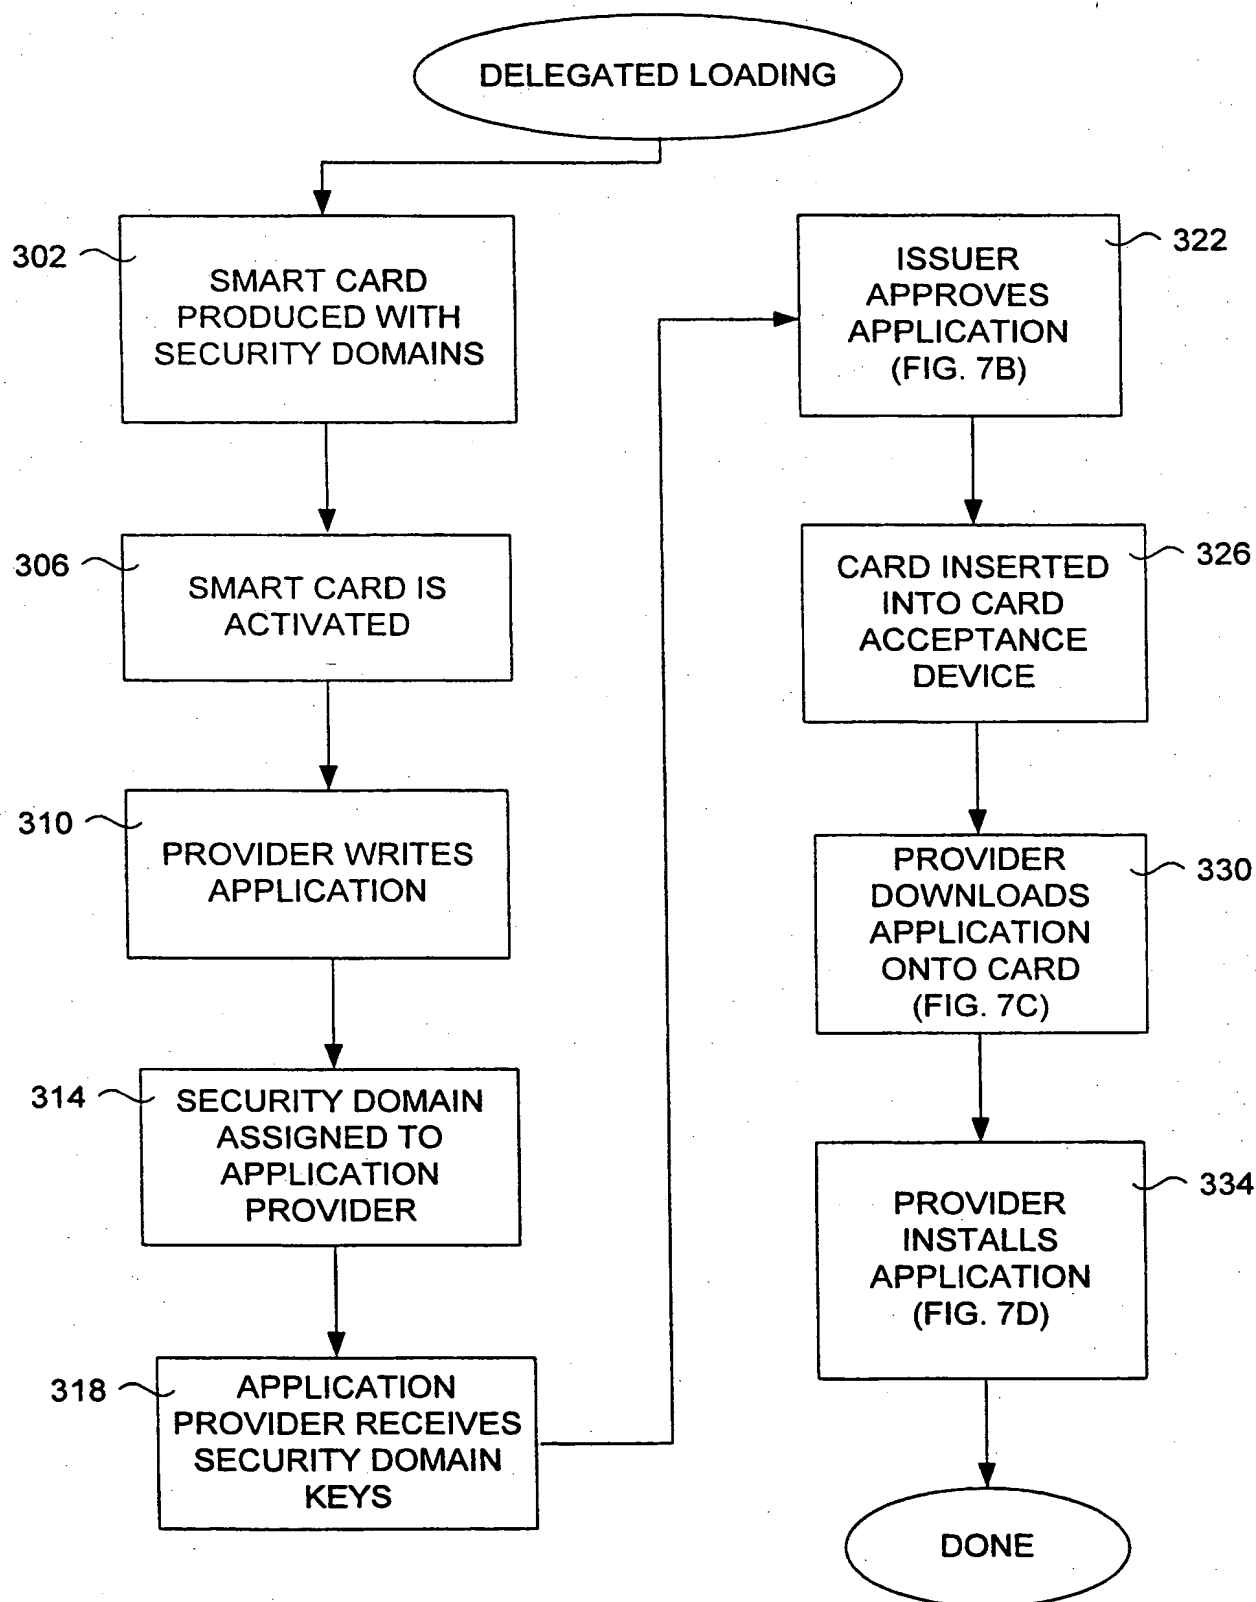 DELEGATED LOADING
302
SMART CARD
PRODUCED WITH
SECURITY DOMAINS
306
SMART CARD IS
ACTIVATED
310
PROVIDER WRITES
APPLICATION
314
SECURITY DOMAIN
ASSIGNED TO
APPLICATION
PROVIDER
318
APPLICATION
PROVIDER RECEIVES
SECURITY DOMAIN
KEYS
322
ISSUER
APPROVES
APPLICATION
(FIG. 7B)
326
CARD INSERTED
INTO CARD
ACCEPTANCE
DEVICE
330
PROVIDER
DOWNLOADS
APPLICATION
ONTO CARD
(FIG. 7C)
334
PROVIDER
INSTALLS
APPLICATION
(FIG. 7D)
DONE